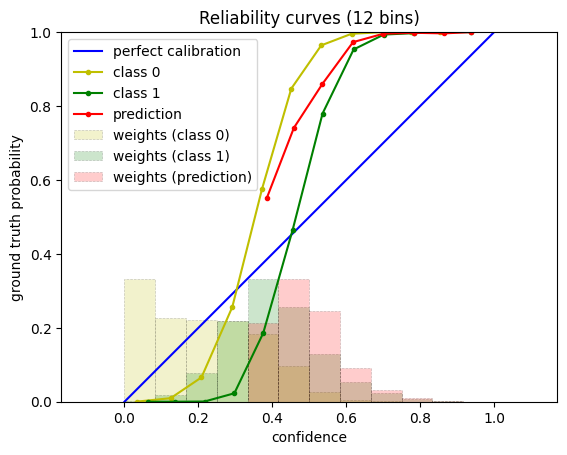 Reliability curves (12 bins)
perfect calibration
class 0
class 1
prediction
weights (class 0)
weights (class 1)
weights (prediction)
ground truth probability
1.0
0.8
0.6
0.4
0.2
0.0
0.0 0.2 0.4 0.6 0.8 1.0
confidence